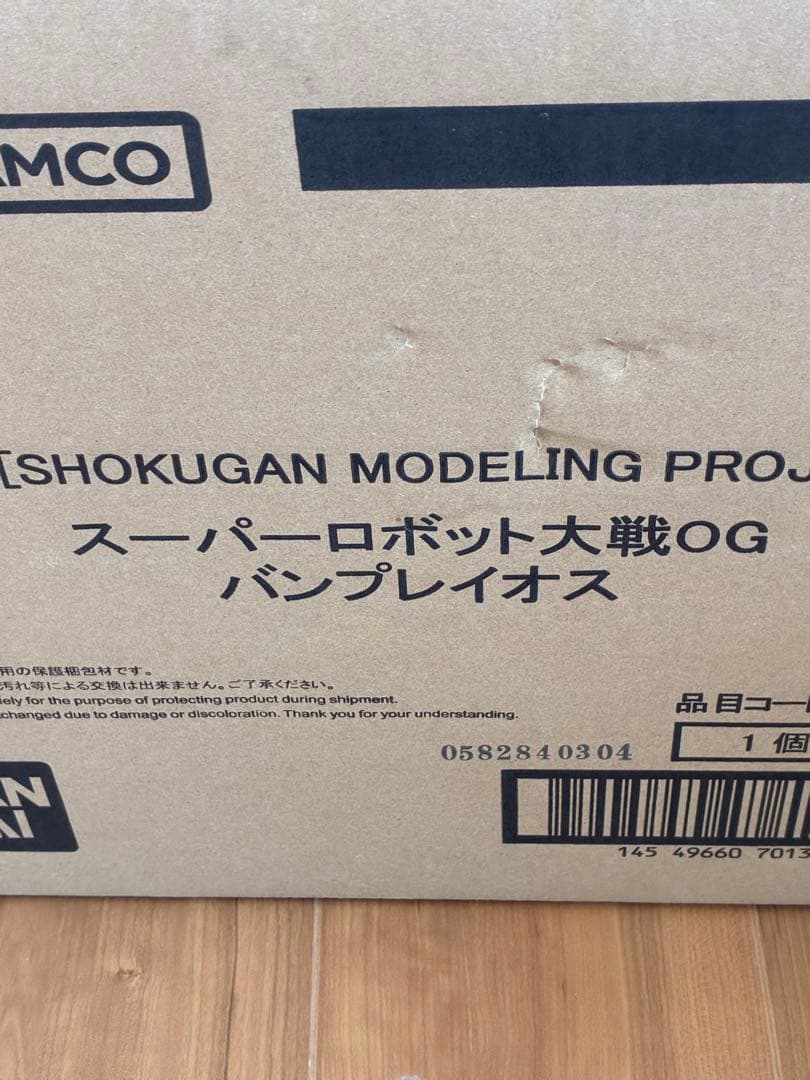 AMCO
[SHOKUGAN MODELING PROJ
スーパーロボット大戦OG
バンプレイオス
用の保護梱包材です。
汚れ等による交換は出来ません。ご了承ください。
ely for the purpose of protecting product during shipment.
changed due to damage or discoloration. Thank you for your understanding.
品目コー
0582840304
1 個
AN
AI
145 49660 7013